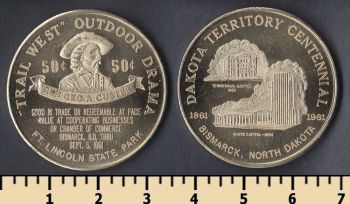 "TRAIL WEST" OUTDOOR DRAMA
50¢ 50¢
GEN. GEO. A. CUSTER
GOOD IN TRADE OR REDEEMABLE AT FACE
VALUE AT COOPERATING BUSINESSES
OR CHAMBER OF COMMERCE
BISMARCK, N.D. THRU
SEPT. 5, 1961
FT. LINCOLN STATE PARK
DAKOTA TERRITORY CENTENNIAL
TERRITORIAL CAPITOL
1961 1961
STATE CAPITOL
BISMARCK, NORTH DAKOTA
1 2 3 4 5 6 7